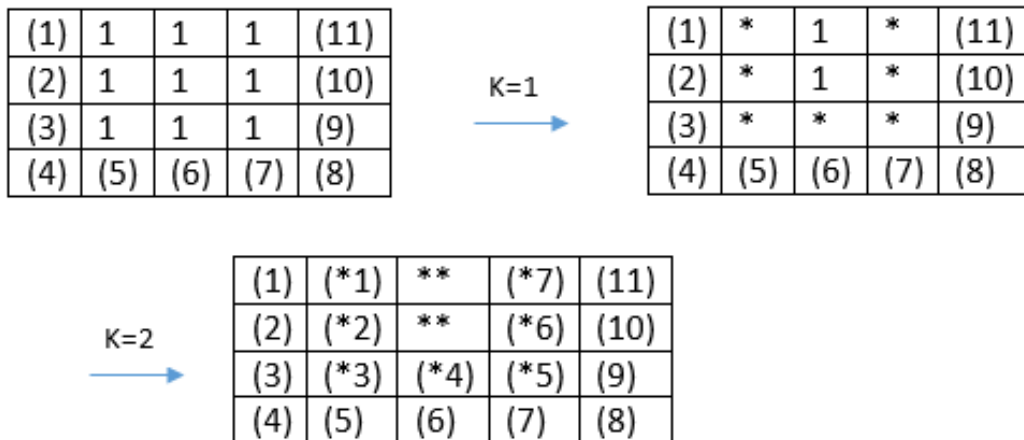 (1) 1 1 1 (11)
(2) 1 1 1 (10)
(3) 1 1 1 (9)
(4) (5) (6) (7) (8)
K=1
(1) * 1 * (11)
(2) * 1 * (10)
(3) * * * (9)
(4) (5) (6) (7) (8)
K=2
(1) (*1) ** (*7) (11)
(2) (*2) ** (*6) (10)
(3) (*3) (*4) (*5) (9)
(4) (5) (6) (7) (8)